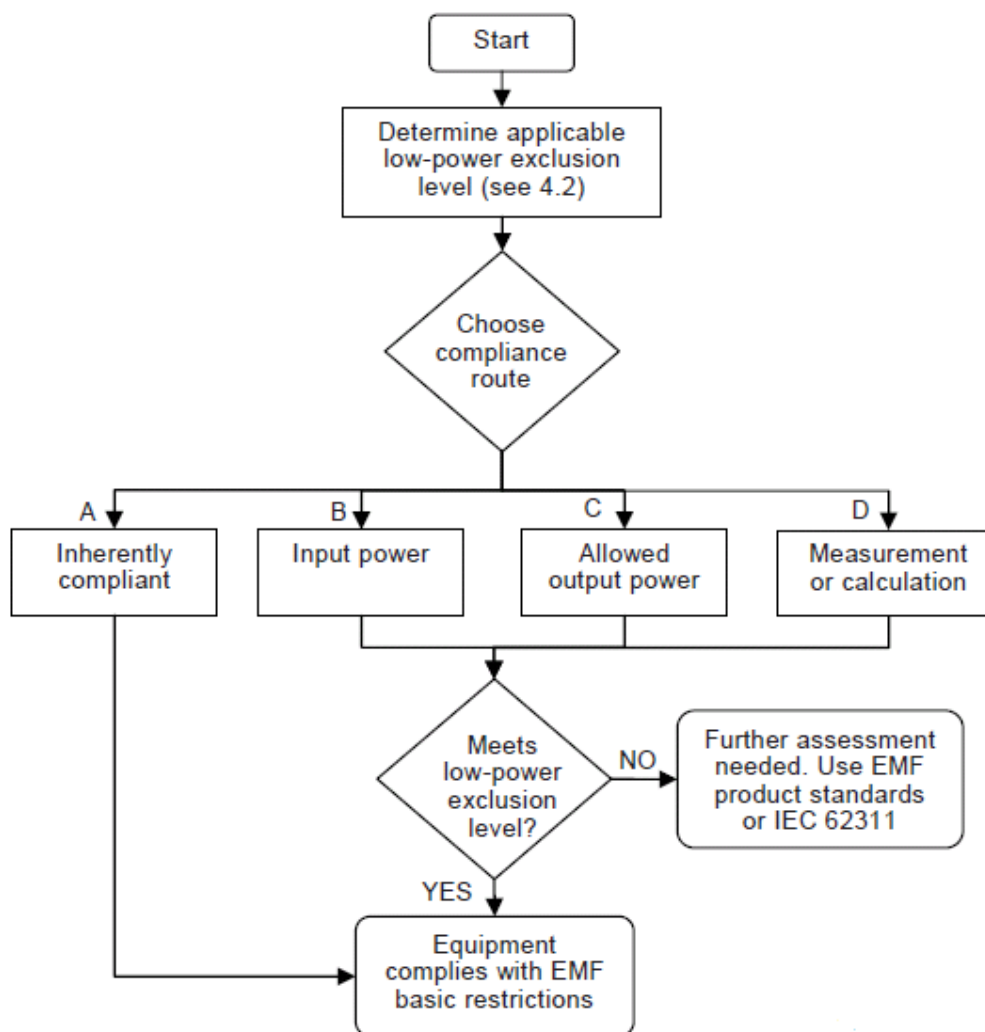 Start
Determine applicable
low-power exclusion
level (see 4.2)
Choose
compliance
route
A
B
C
D
Inherently
compliant
Input power
Allowed
output power
Measurement
or calculation
Meets
low-power
exclusion
level?
NO
Further assessment
needed. Use EMF
product standards
or IEC 62311
YES
Equipment
complies with EMF
basic restrictions